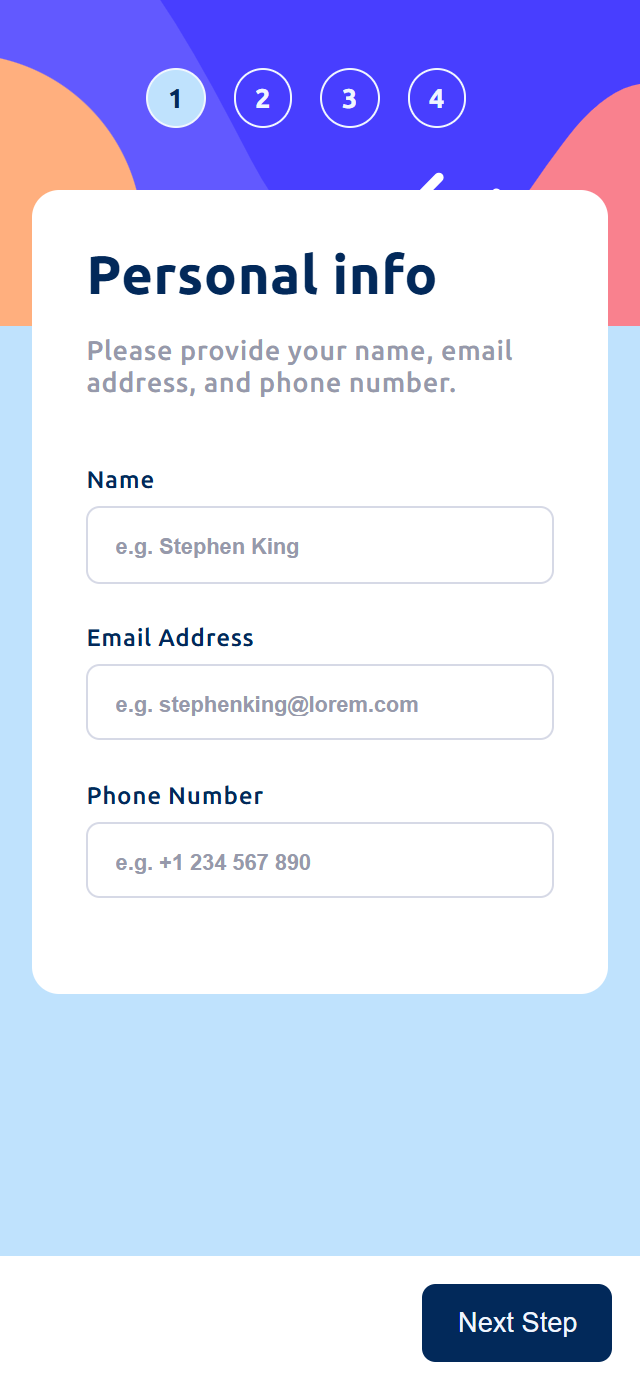 1 2 3 4
Personal info
Please provide your name, email
address, and phone number.
Name
e.g. Stephen King
Email Address
e.g. stephenking@lorem.com
Phone Number
e.g. +1 234 567 890
Next Step